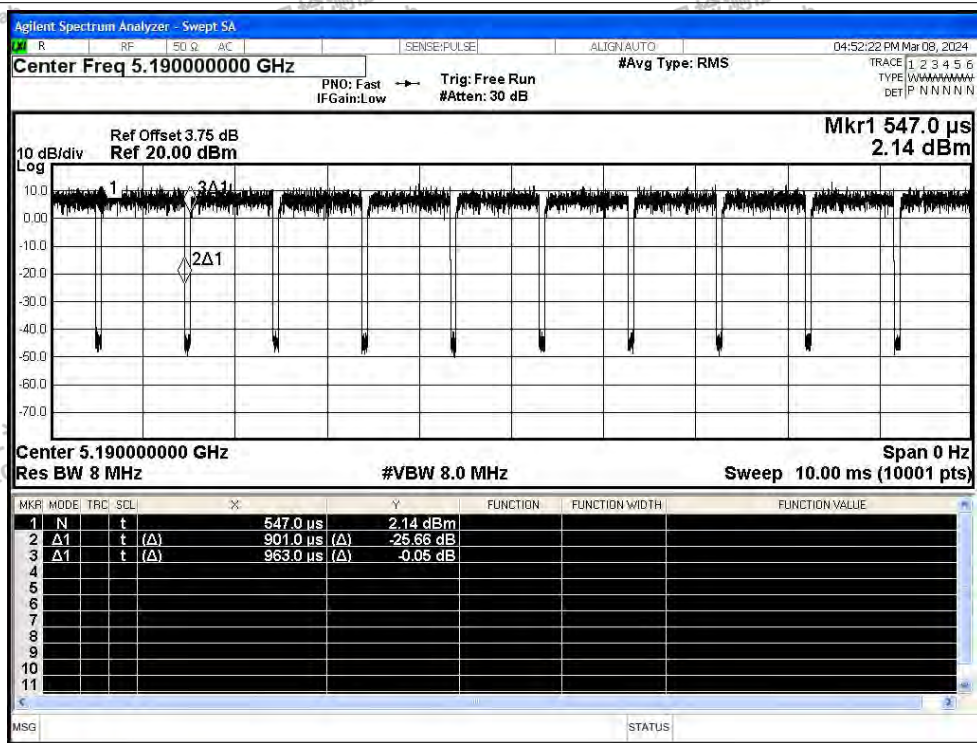 Agilent Spectrum Analyzer - Swept SA
R RF 50 Ω AC SENSE:PULSE ALIGN AUTO 04:52:22 PM Mar 08, 2024
Center Freq 5.190000000 GHz #Avg Type: RMS TRACE 1 2 3 4 5 6
PNO: Fast Trig: Free Run TYPE WWWWWW
IFGain:Low #Atten: 30 dB DET P N N N N N
Mkr1 547.0 µs
Ref Offset 3.75 dB
10 dB/div Ref 20.00 dBm 2.14 dBm
Log
10.0
1
3Δ1
0.00
-10.0
2Δ1
-20.0
-30.0
-40.0
-50.0
-60.0
-70.0
Center 5.190000000 GHz Span 0 Hz
Res BW 8 MHz #VBW 8.0 MHz Sweep 10.00 ms (10001 pts)
MKR MODE TRC SCL X Y FUNCTION FUNCTION WIDTH FUNCTION VALUE
1 N t 547.0 µs 2.14 dBm
2 Δ1 t (Δ) 901.0 µs (Δ) -25.66 dB
3 Δ1 t (Δ) 963.0 µs (Δ) -0.05 dB
4
5
6
7
8
9
10
11
MSG STATUS